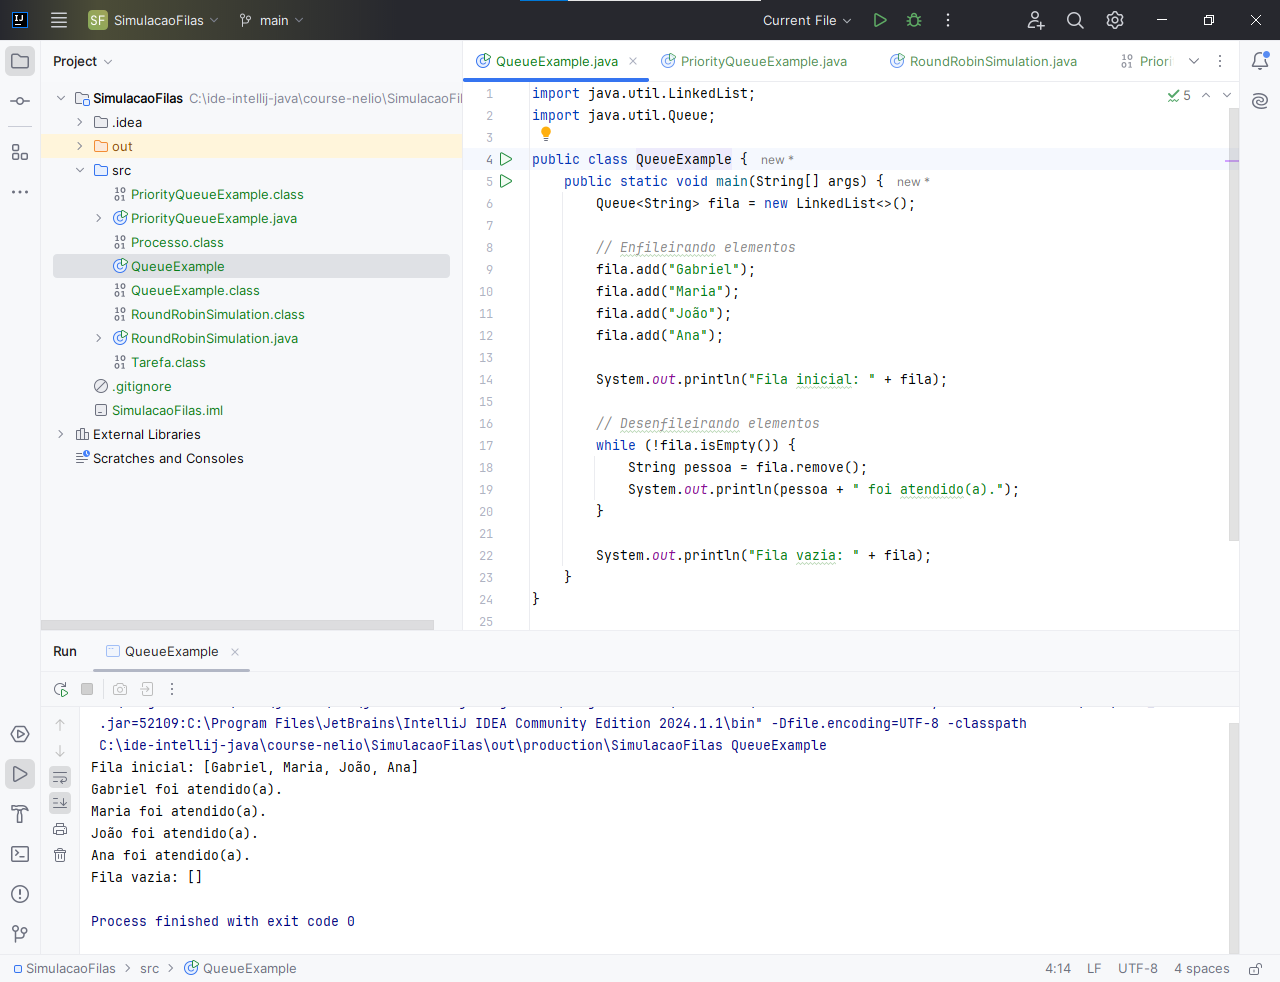 SF SimulacaoFilas main Current File
Project
QueueExample.java PriorityQueueExample.java RoundRobinSimulation.java Priori
SimulacaoFilas C:\ide-intellij-java\course-nelio\SimulacaoFil
.idea
out
src
PriorityQueueExample.class
PriorityQueueExample.java
Processo.class
QueueExample
QueueExample.class
RoundRobinSimulation.class
RoundRobinSimulation.java
Tarefa.class
.gitignore
SimulacaoFilas.iml
External Libraries
Scratches and Consoles
5
1 import java.util.LinkedList;
2 import java.util.Queue;
3
4 public class QueueExample { new *
5 public static void main(String[] args) { new *
6 Queue<String> fila = new LinkedList<>();
7
8 // Enfileirando elementos
9 fila.add("Gabriel");
10 fila.add("Maria");
11 fila.add("João");
12 fila.add("Ana");
13
14 System.out.println("Fila inicial: " + fila);
15
16 // Desenfileirando elementos
17 while (!fila.isEmpty()) {
18 String pessoa = fila.remove();
19 System.out.println(pessoa + " foi atendido(a).");
20 }
21
22 System.out.println("Fila vazia: " + fila);
23 }
24 }
25
Run QueueExample
.jar=52109:C:\Program Files\JetBrains\IntelliJ IDEA Community Edition 2024.1.1\bin" -Dfile.encoding=UTF-8 -classpath
C:\ide-intellij-java\course-nelio\SimulacaoFilas\out\production\SimulacaoFilas QueueExample
Fila inicial: [Gabriel, Maria, João, Ana]
Gabriel foi atendido(a).
Maria foi atendido(a).
João foi atendido(a).
Ana foi atendido(a).
Fila vazia: []
Process finished with exit code 0
SimulacaoFilas > src > QueueExample
4:14 LF UTF-8 4 spaces